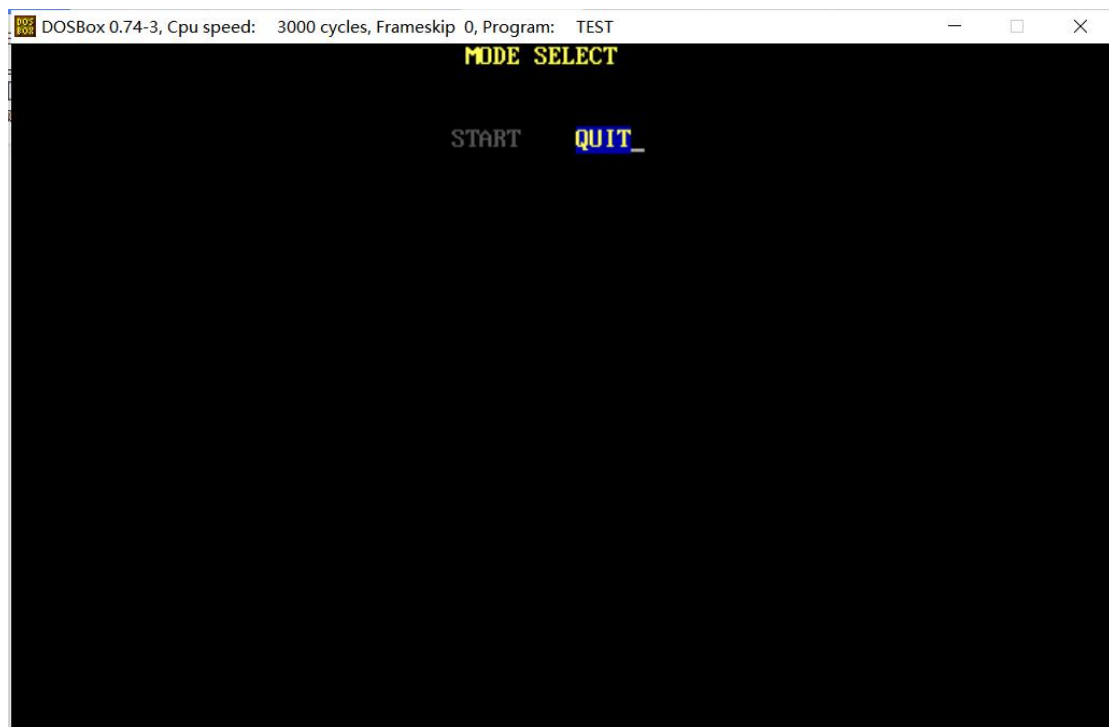 DOSBox 0.74-3, Cpu speed: 3000 cycles, Frameskip 0, Program: TEST
MODE SELECT
START QUIT_